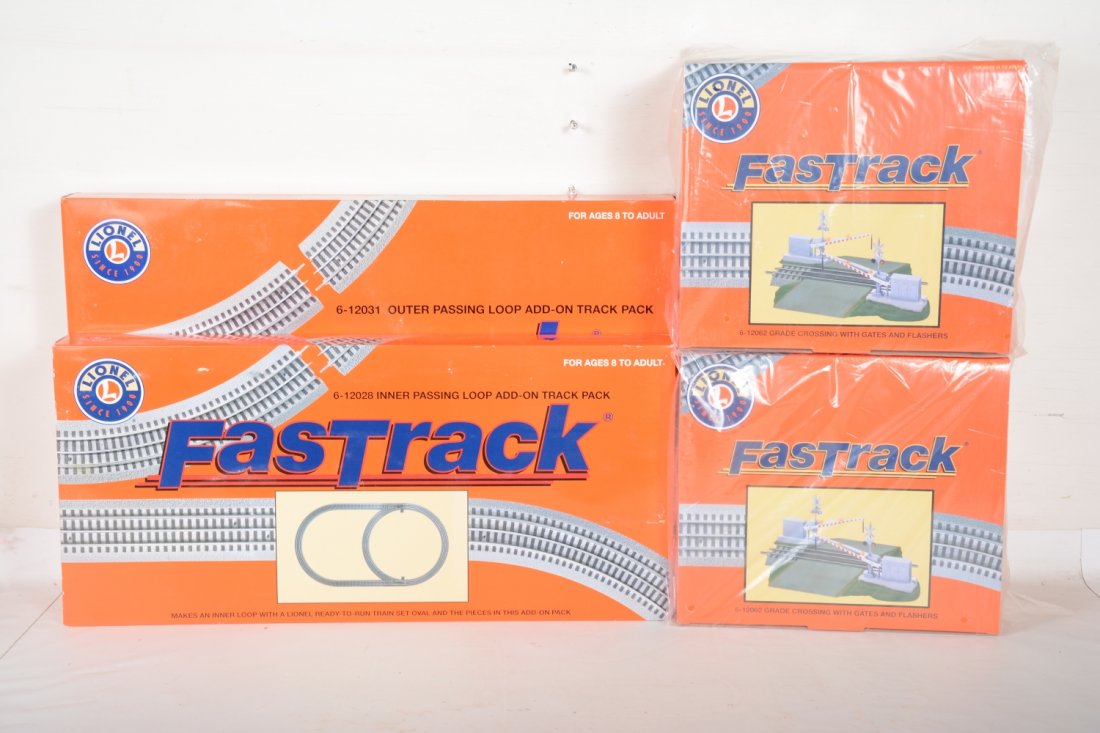 LIONEL
SINCE 1900
FOR AGES 8 TO ADULT
6-12031 OUTER PASSING LOOP ADD-ON TRACK PACK
®
LIONEL
SINCE 1900
FOR AGES 8 TO ADULT
6-12028 INNER PASSING LOOP ADD-ON TRACK PACK
FASTRACK®
MAKES AN INNER LOOP WITH A LIONEL READY-TO-RUN TRAIN SET OVAL AND THE PIECES IN THIS ADD-ON PACK
LIONEL
SINCE 1900
FASTRACK
6-12062 GRADE CROSSING WITH GATES AND FLASHERS
LIONEL
SINCE 1900
FASTRACK
6-12062 GRADE CROSSING WITH GATES AND FLASHERS